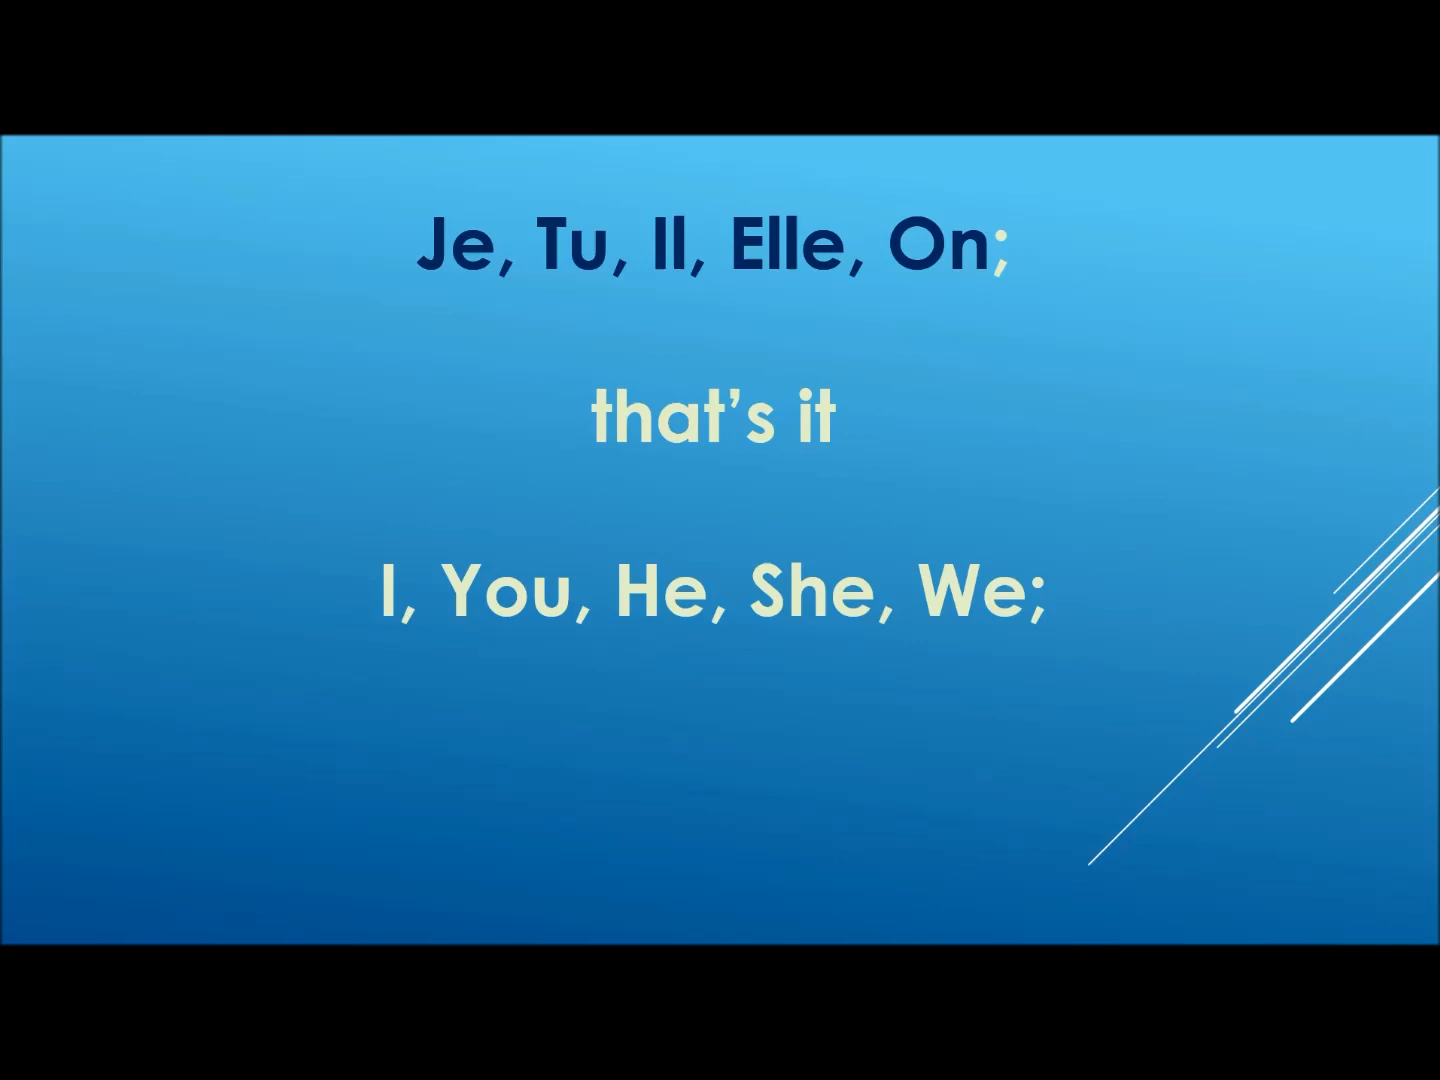 Je, Tu, Il, Elle, On;
that’s it
I, You, He, She, We;